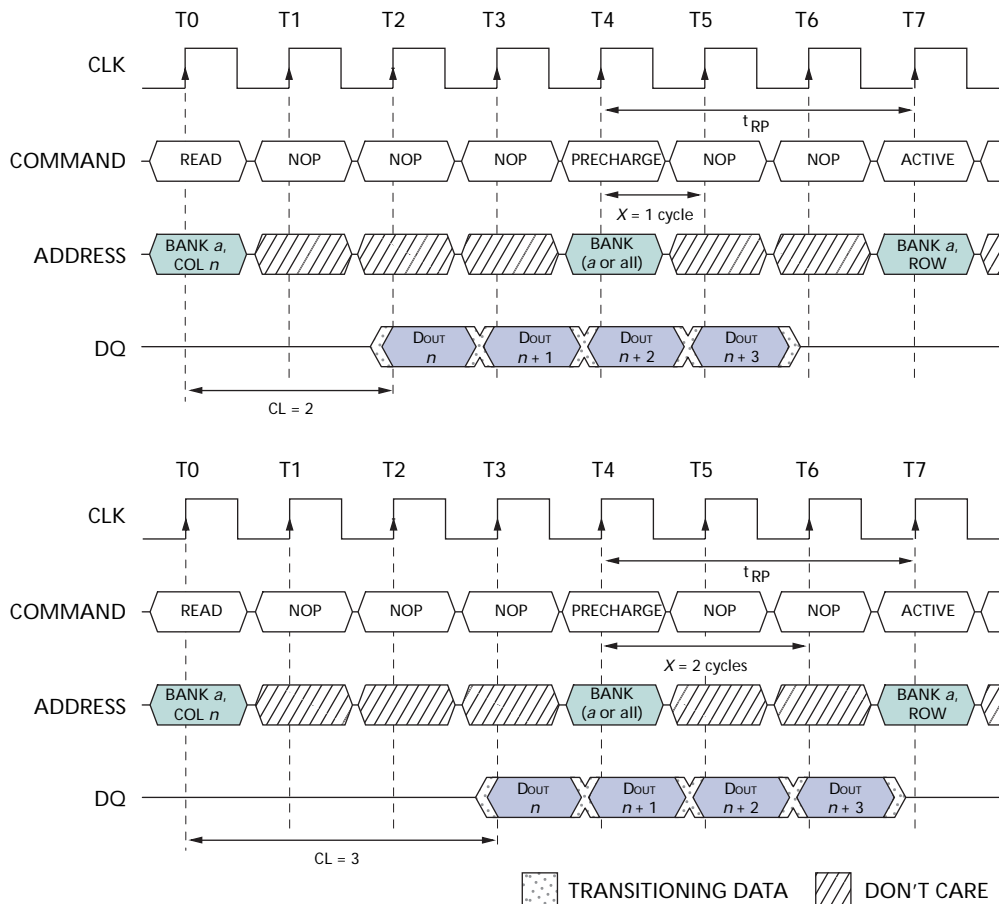 T0 T1 T2 T3 T4 T5 T6 T7
CLK
tRP
COMMAND READ NOP NOP NOP PRECHARGE NOP NOP ACTIVE
X = 1 cycle
ADDRESS BANK a, COL n BANK (a or all) BANK a, ROW
DQ DOUT n DOUT n + 1 DOUT n + 2 DOUT n + 3
CL = 2
T0 T1 T2 T3 T4 T5 T6 T7
CLK
tRP
COMMAND READ NOP NOP NOP PRECHARGE NOP NOP ACTIVE
X = 2 cycles
ADDRESS BANK a, COL n BANK (a or all) BANK a, ROW
DQ DOUT n DOUT n + 1 DOUT n + 2 DOUT n + 3
CL = 3
TRANSITIONING DATA DON'T CARE